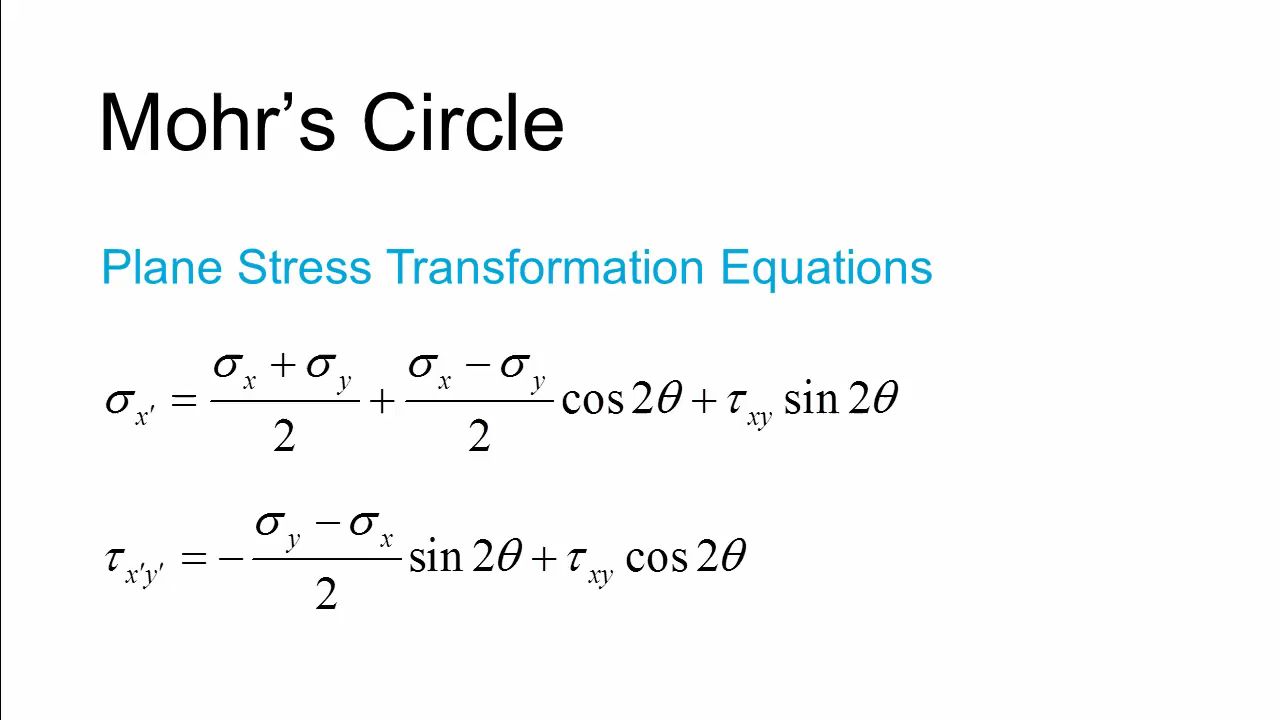 Mohr’s Circle
Plane Stress Transformation Equations
σ_x′ = (σ_x + σ_y)/2 + (σ_x − σ_y)/2 cos 2θ + τ_xy sin 2θ
τ_x′y′ = − (σ_y − σ_x)/2 sin 2θ + τ_xy cos 2θ